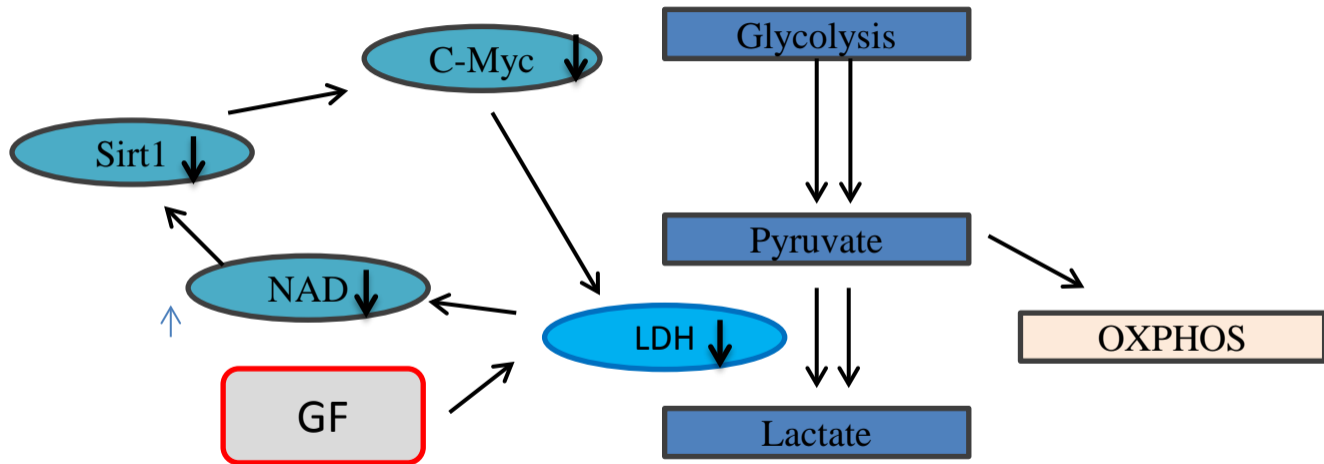 Glycolysis
C-Myc
Sirt1
Pyruvate
NAD
LDH
OXPHOS
GF
Lactate